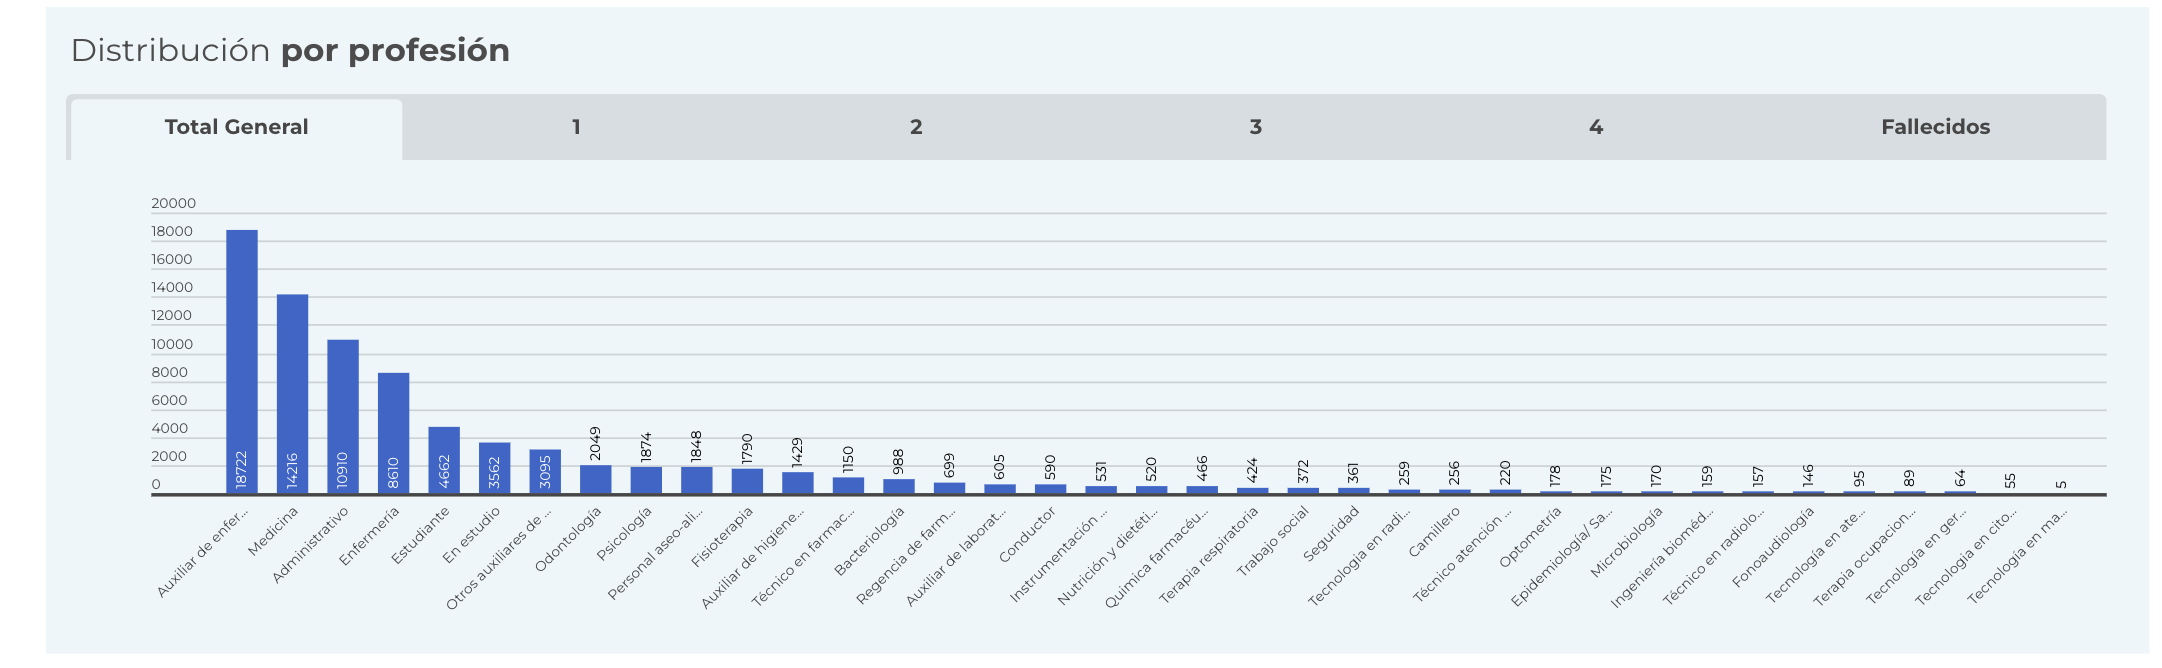 Distribución por profesión
Total General
1
2
3
4
Fallecidos
20000
18000
16000
14000
12000
10000
8000
6000
4000
2000
0
18722
14216
10910
8610
4662
3562
3095
2049
1874
1848
1790
1429
1150
988
699
605
590
531
520
466
424
372
361
259
256
220
178
175
170
159
157
146
95
89
64
55
5
Auxiliar de enfer...
Medicina
Administrativo
Enfermería
Estudiante
En estudio
Otros auxiliares de ...
Odontología
Psicología
Personal aseo-ali...
Fisioterapia
Auxiliar de higiene...
Técnico en farmac...
Bacteriología
Regencia de farm...
Auxiliar de laborat...
Conductor
Instrumentación ...
Nutrición y dietéti...
Quimica farmacéu...
Terapia respiratoria
Trabajo social
Seguridad
Tecnologia en radi...
Camillero
Técnico atención ...
Optometría
Epidemiología/ Sa...
Microbiología
Ingeniería bioméd...
Técnico en radiolo...
Fonoaudiología
Tecnología en ate...
Terapia ocupacion...
Tecnología en ger...
Tecnologia en cito...
Tecnología en ma...